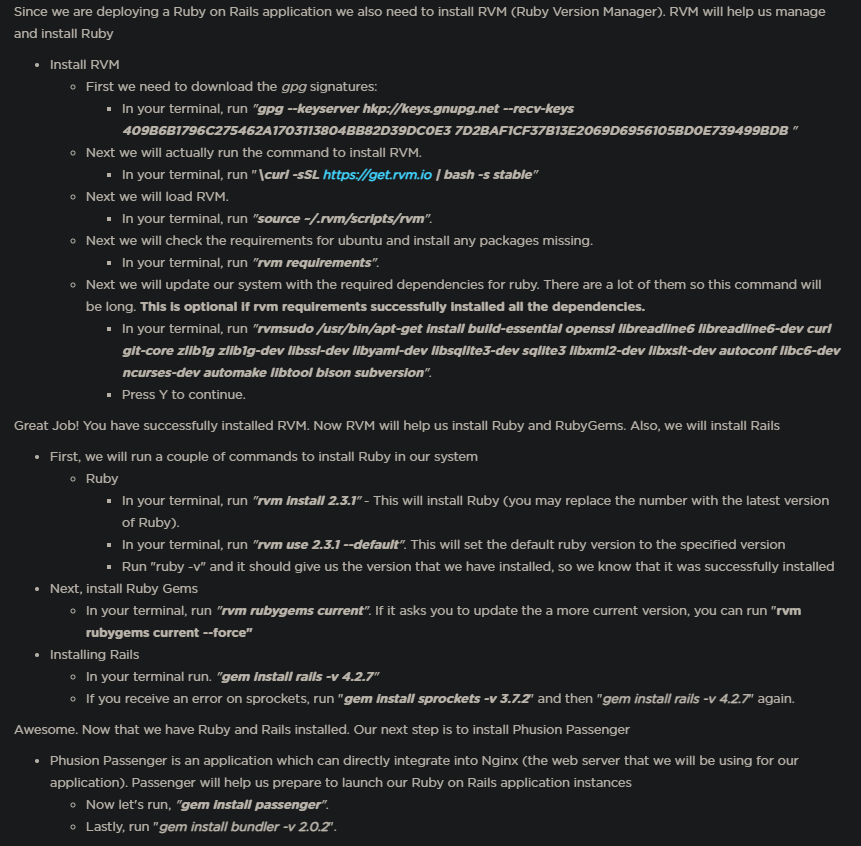 Since we are deploying a Ruby on Rails application we also need to install RVM (Ruby Version Manager). RVM will help us manage
and install Ruby
• Install RVM
◦ First we need to download the gpg signatures:
▪ In your terminal, run "gpg --keyserver hkp://keys.gnupg.net --recv-keys
409B6B1796C275462A1703113804BB82D39DC0E3 7D2BAF1CF37B13E2069D6956105BD0E739499BDB "
◦ Next we will actually run the command to install RVM.
▪ In your terminal, run "\curl -sSL https://get.rvm.io | bash -s stable"
◦ Next we will load RVM.
▪ In your terminal, run "source ~/.rvm/scripts/rvm".
◦ Next we will check the requirements for ubuntu and install any packages missing.
▪ In your terminal, run "rvm requirements".
◦ Next we will update our system with the required dependencies for ruby. There are a lot of them so this command will
be long. This is optional if rvm requirements successfully installed all the dependencies.
▪ In your terminal, run "rvmsudo /usr/bin/apt-get install build-essential openssl libreadline6 libreadline6-dev curl
git-core zlib1g zlib1g-dev libssl-dev libyaml-dev libsqlite3-dev sqlite3 libxml2-dev libxslt-dev autoconf libc6-dev
ncurses-dev automake libtool bison subversion".
▪ Press Y to continue.
Great Job! You have successfully installed RVM. Now RVM will help us install Ruby and RubyGems. Also, we will install Rails
• First, we will run a couple of commands to install Ruby in our system
◦ Ruby
▪ In your terminal, run "rvm install 2.3.1" - This will install Ruby (you may replace the number with the latest version
of Ruby).
▪ In your terminal, run "rvm use 2.3.1 --default". This will set the default ruby version to the specified version
▪ Run "ruby -v" and it should give us the version that we have installed, so we know that it was successfully installed
• Next, install Ruby Gems
◦ In your terminal, run "rvm rubygems current". If it asks you to update the a more current version, you can run "rvm
rubygems current --force"
• Installing Rails
◦ In your terminal run. "gem install rails -v 4.2.7"
◦ If you receive an error on sprockets, run "gem install sprockets -v 3.7.2" and then "gem install rails -v 4.2.7" again.
Awesome. Now that we have Ruby and Rails installed. Our next step is to install Phusion Passenger
• Phusion Passenger is an application which can directly integrate into Nginx (the web server that we will be using for our
application). Passenger will help us prepare to launch our Ruby on Rails application instances
◦ Now let's run, "gem install passenger".
◦ Lastly, run "gem install bundler -v 2.0.2".